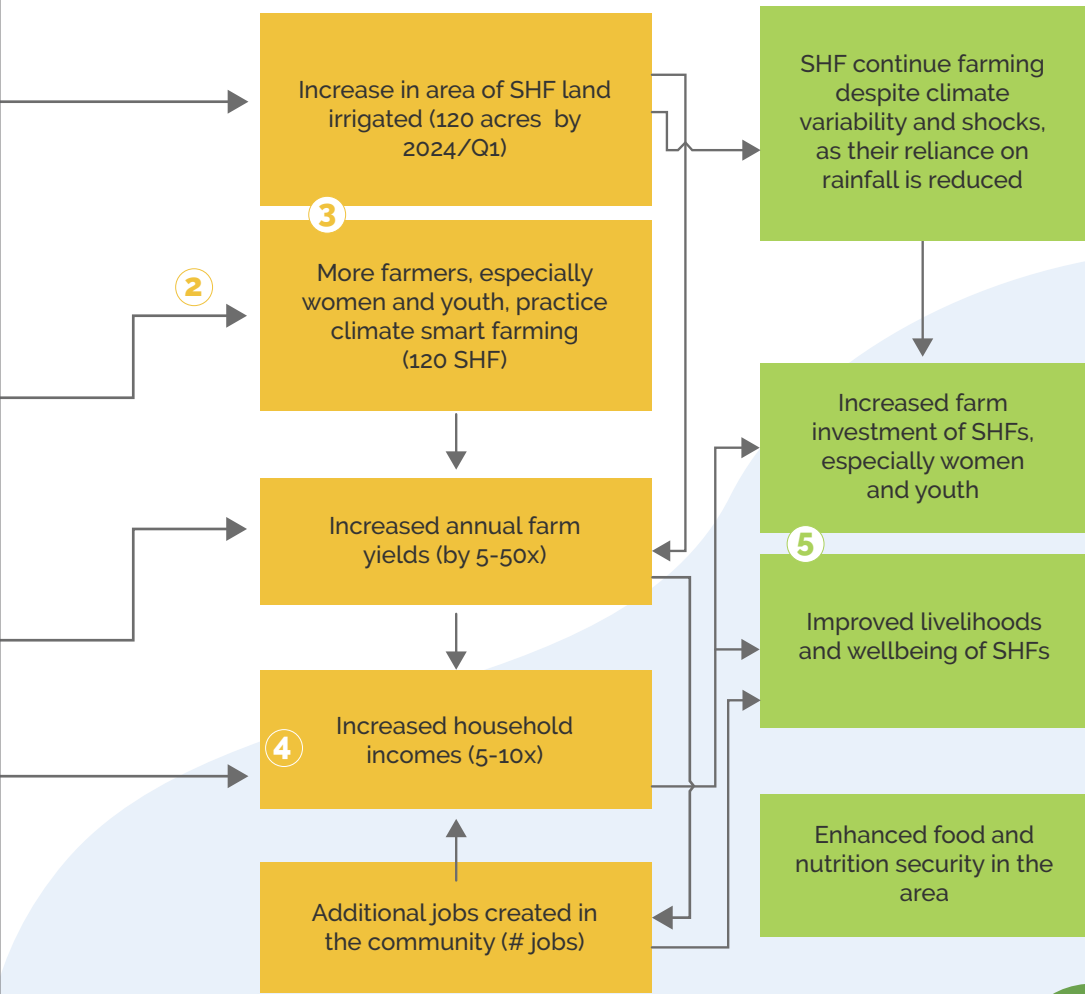 Increase in area of SHF land
irrigated (120 acres by
2024/Q1)
3
2
More farmers, especially
women and youth, practice
climate smart farming
(120 SHF)
Increased annual farm
yields (by 5-50x)
4
Increased household
incomes (5-10x)
Additional jobs created in
the community (# jobs)
SHF continue farming
despite climate
variability and shocks,
as their reliance on
rainfall is reduced
Increased farm
investment of SHFs,
especially women
and youth
5
Improved livelihoods
and wellbeing of SHFs
Enhanced food and
nutrition security in the
area